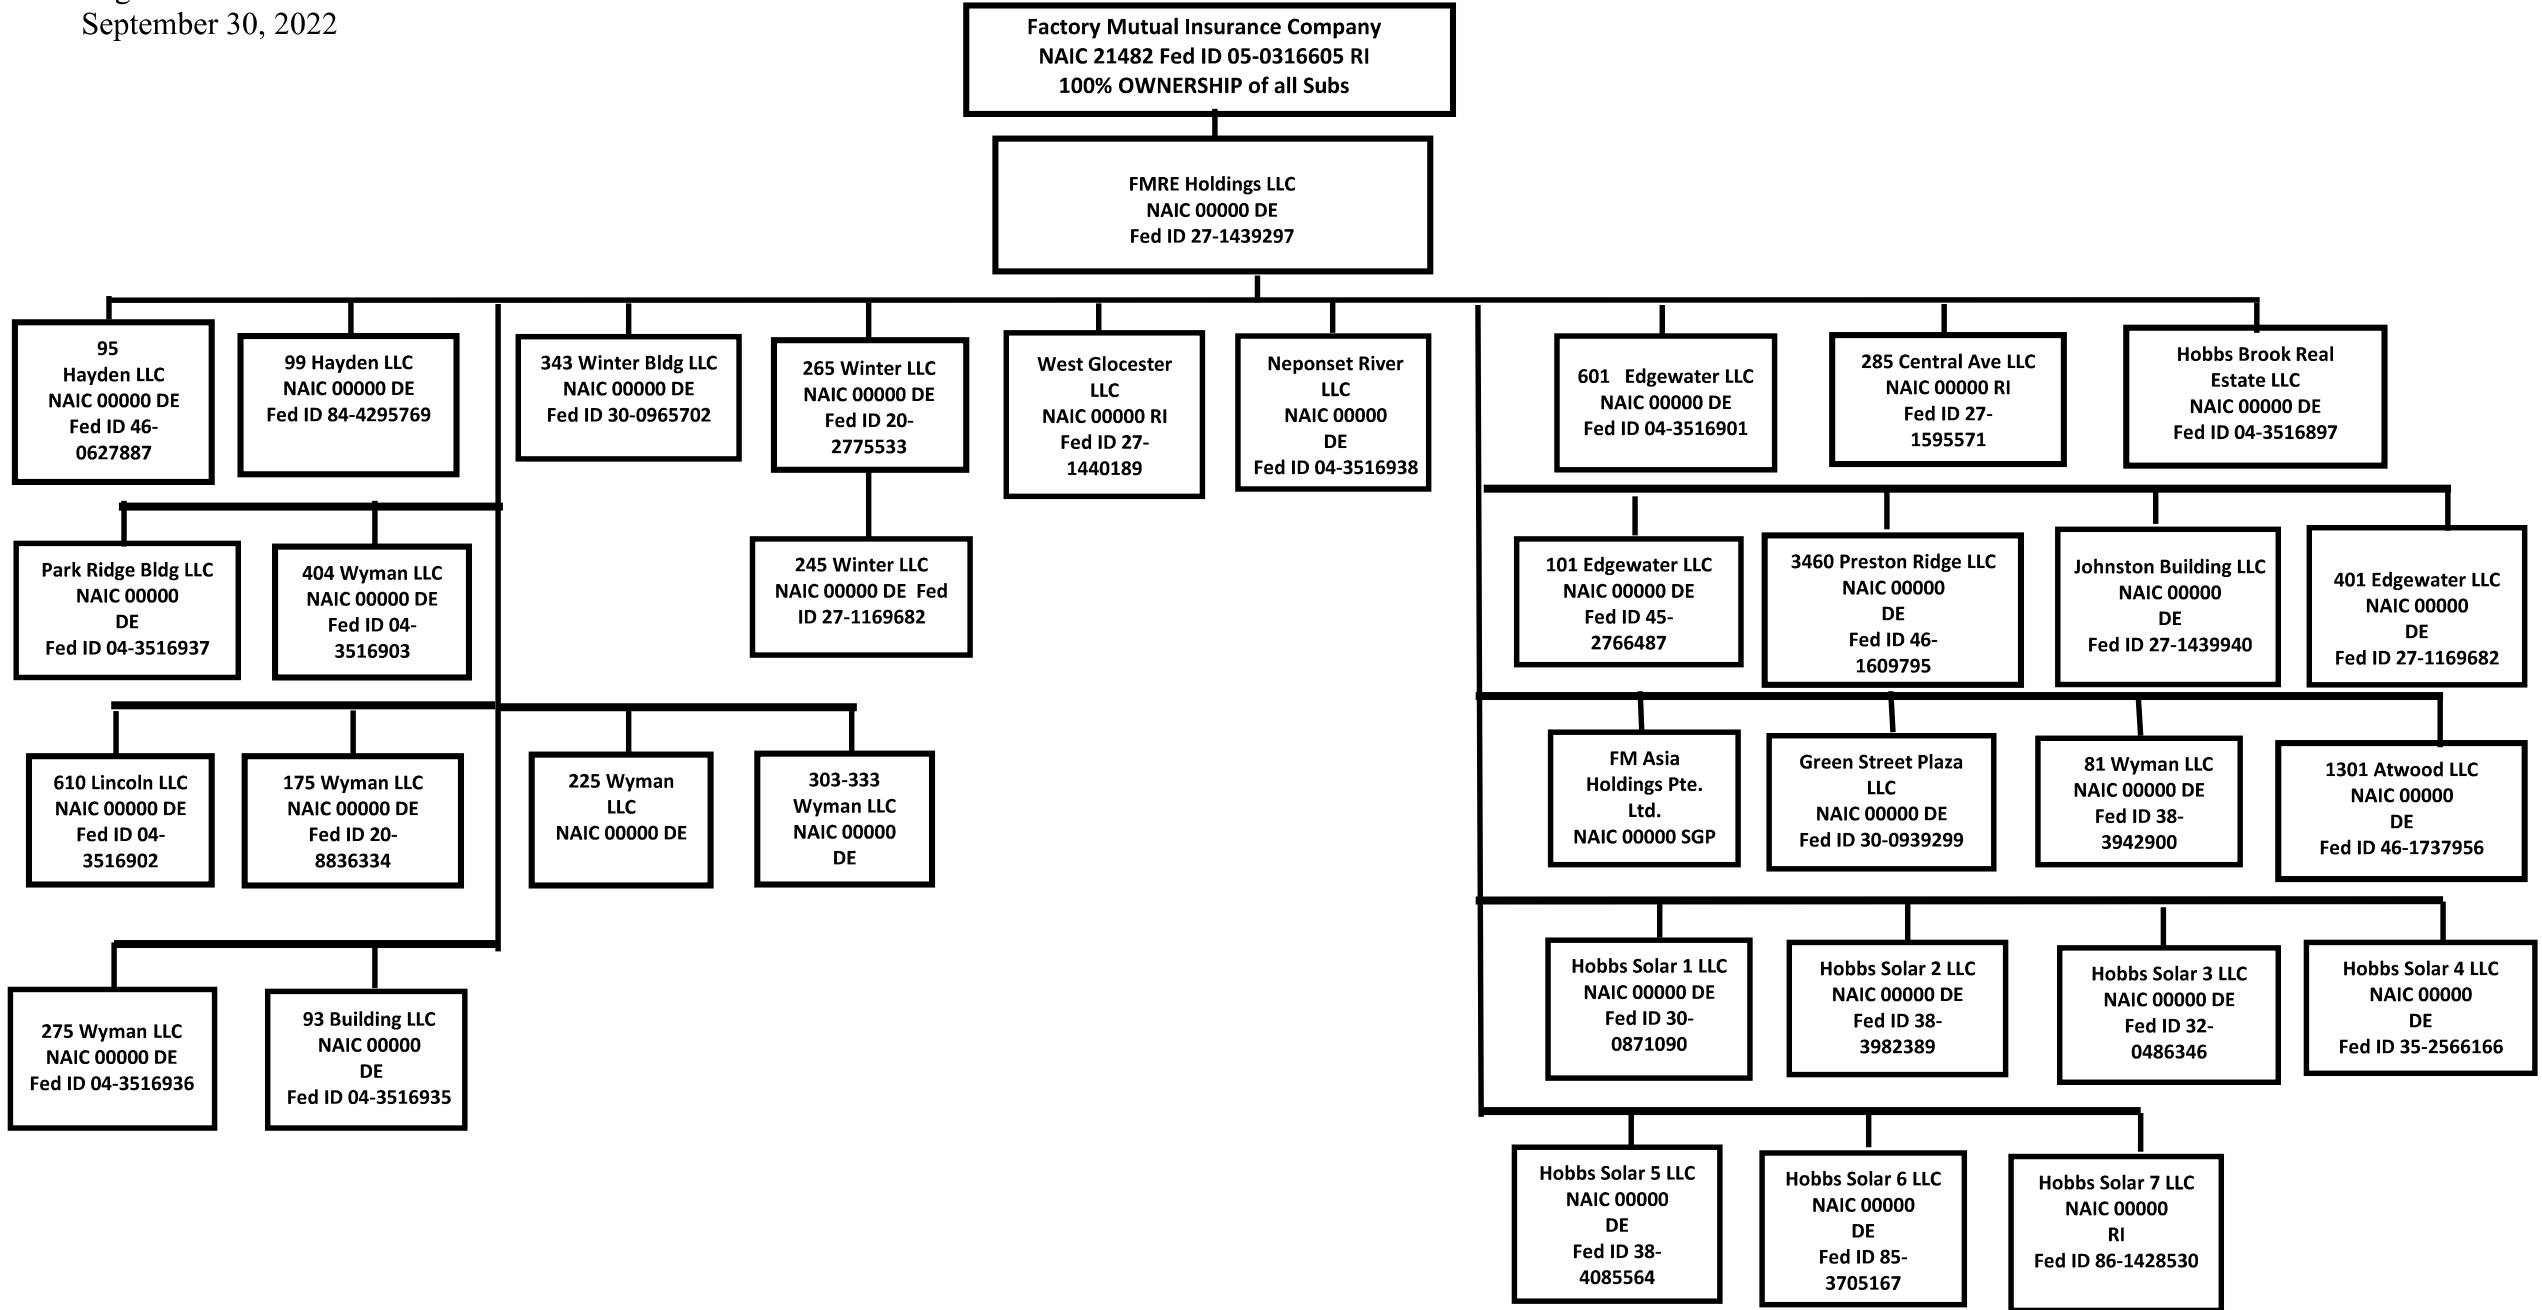 September 30, 2022
Factory Mutual Insurance Company
NAIC 21482 Fed ID 05-0316605 RI
100% OWNERSHIP of all Subs
FMRE Holdings LLC
NAIC 00000 DE
Fed ID 27-1439297
95
Hayden LLC
NAIC 00000 DE
Fed ID 46-
0627887
99 Hayden LLC
NAIC 00000 DE
Fed ID 84-4295769
343 Winter Bldg LLC
NAIC 00000 DE
Fed ID 30-0965702
265 Winter LLC
NAIC 00000 DE
Fed ID 20-
2775533
West Glocester
LLC
NAIC 00000 RI
Fed ID 27-
1440189
Neponset River
LLC
NAIC 00000
DE
Fed ID 04-3516938
601 Edgewater LLC
NAIC 00000 DE
Fed ID 04-3516901
285 Central Ave LLC
NAIC 00000 RI
Fed ID 27-
1595571
Hobbs Brook Real
Estate LLC
NAIC 00000 DE
Fed ID 04-3516897
Park Ridge Bldg LLC
NAIC 00000
DE
Fed ID 04-3516937
404 Wyman LLC
NAIC 00000 DE
Fed ID 04-
3516903
245 Winter LLC
NAIC 00000 DE Fed
ID 27-1169682
101 Edgewater LLC
NAIC 00000 DE
Fed ID 45-
2766487
3460 Preston Ridge LLC
NAIC 00000
DE
Fed ID 46-
1609795
Johnston Building LLC
NAIC 00000
DE
Fed ID 27-1439940
401 Edgewater LLC
NAIC 00000
DE
Fed ID 27-1169682
610 Lincoln LLC
NAIC 00000 DE
Fed ID 04-
3516902
175 Wyman LLC
NAIC 00000 DE
Fed ID 20-
8836334
225 Wyman
LLC
NAIC 00000 DE
303-333
Wyman LLC
NAIC 00000
DE
FM Asia
Holdings Pte.
Ltd.
NAIC 00000 SGP
Green Street Plaza
LLC
NAIC 00000 DE
Fed ID 30-0939299
81 Wyman LLC
NAIC 00000 DE
Fed ID 38-
3942900
1301 Atwood LLC
NAIC 00000
DE
Fed ID 46-1737956
275 Wyman LLC
NAIC 00000 DE
Fed ID 04-3516936
93 Building LLC
NAIC 00000
DE
Fed ID 04-3516935
Hobbs Solar 1 LLC
NAIC 00000 DE
Fed ID 30-
0871090
Hobbs Solar 2 LLC
NAIC 00000 DE
Fed ID 38-
3982389
Hobbs Solar 3 LLC
NAIC 00000 DE
Fed ID 32-
0486346
Hobbs Solar 4 LLC
NAIC 00000
DE
Fed ID 35-2566166
Hobbs Solar 5 LLC
NAIC 00000
DE
Fed ID 38-
4085564
Hobbs Solar 6 LLC
NAIC 00000
DE
Fed ID 85-
3705167
Hobbs Solar 7 LLC
NAIC 00000
RI
Fed ID 86-1428530